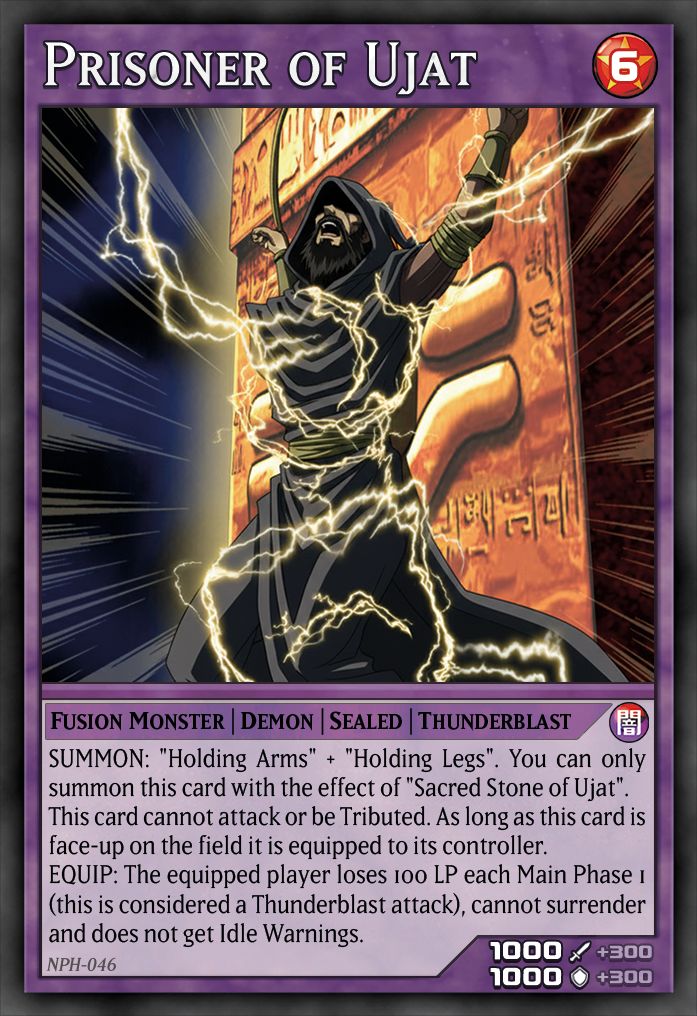 PRISONER OF UJAT
6
FUSION MONSTER | DEMON | SEALED | THUNDERBLAST
闇
SUMMON: "Holding Arms" + "Holding Legs". You can only
summon this card with the effect of "Sacred Stone of Ujat".
This card cannot attack or be Tributed. As long as this card is
face-up on the field it is equipped to its controller.
EQUIP: The equipped player loses 100 LP each Main Phase 1
(this is considered a Thunderblast attack), cannot surrender
and does not get Idle Warnings.
1000 +300
NPH-046
1000 +300